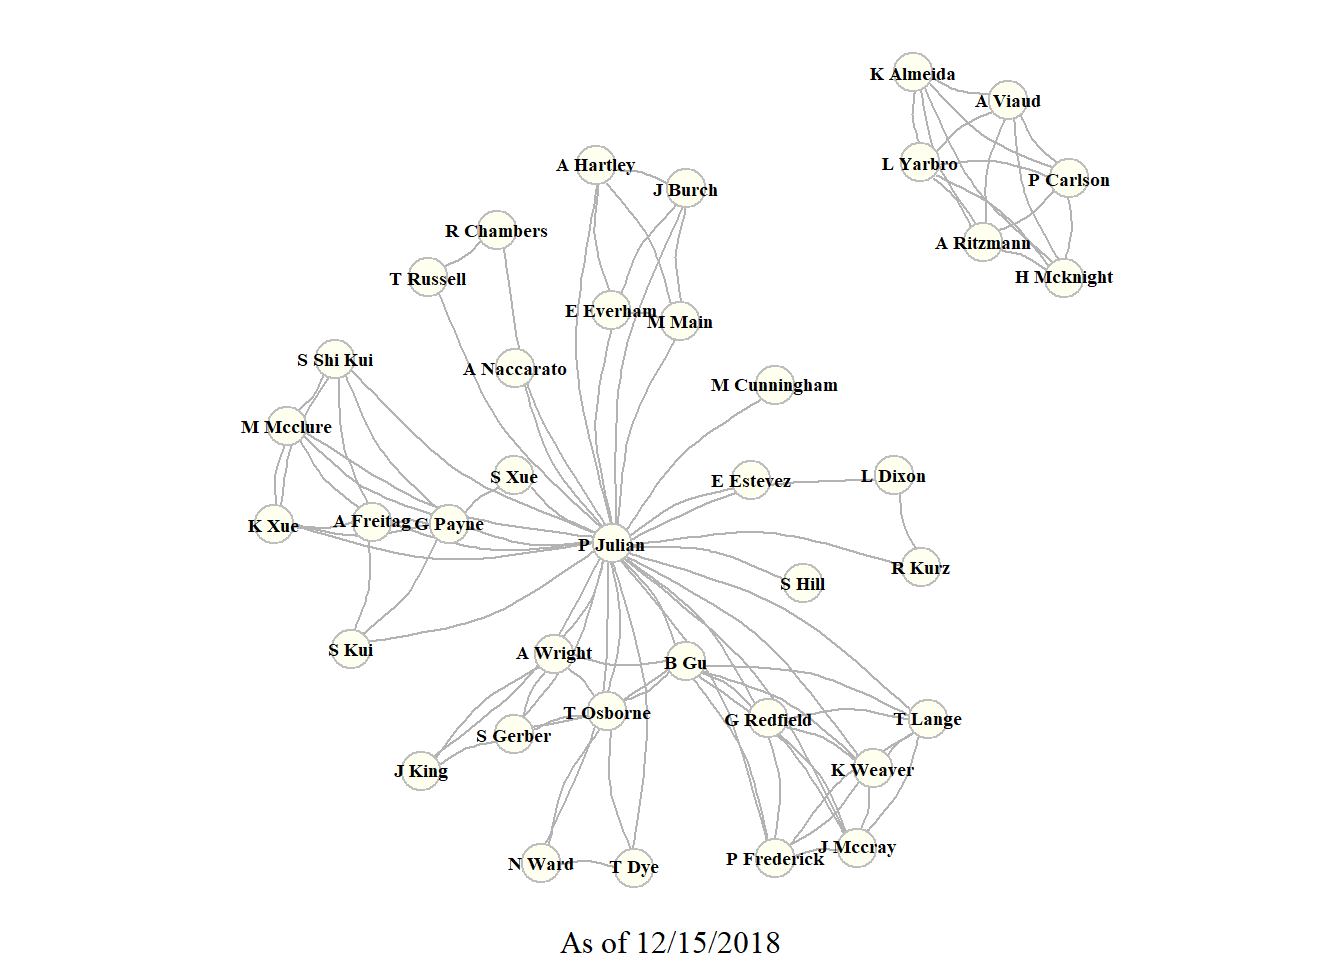 K Almeida
A Viaud
L Yarbro
P Carlson
A Ritzmann
H Mcknight
A Hartley
J Burch
R Chambers
T Russell
E Everham
M Main
S Shi Kui
A Naccarato
M Cunningham
M Mcclure
S Xue
E Estevez
L Dixon
K Xue
A Freitag
G Payne
P Julian
R Kurz
S Hill
S Kui
A Wright
B Gu
T Osborne
G Redfield
T Lange
S Gerber
J King
K Weaver
N Ward
T Dye
P Frederick
J Mccray
As of 12/15/2018